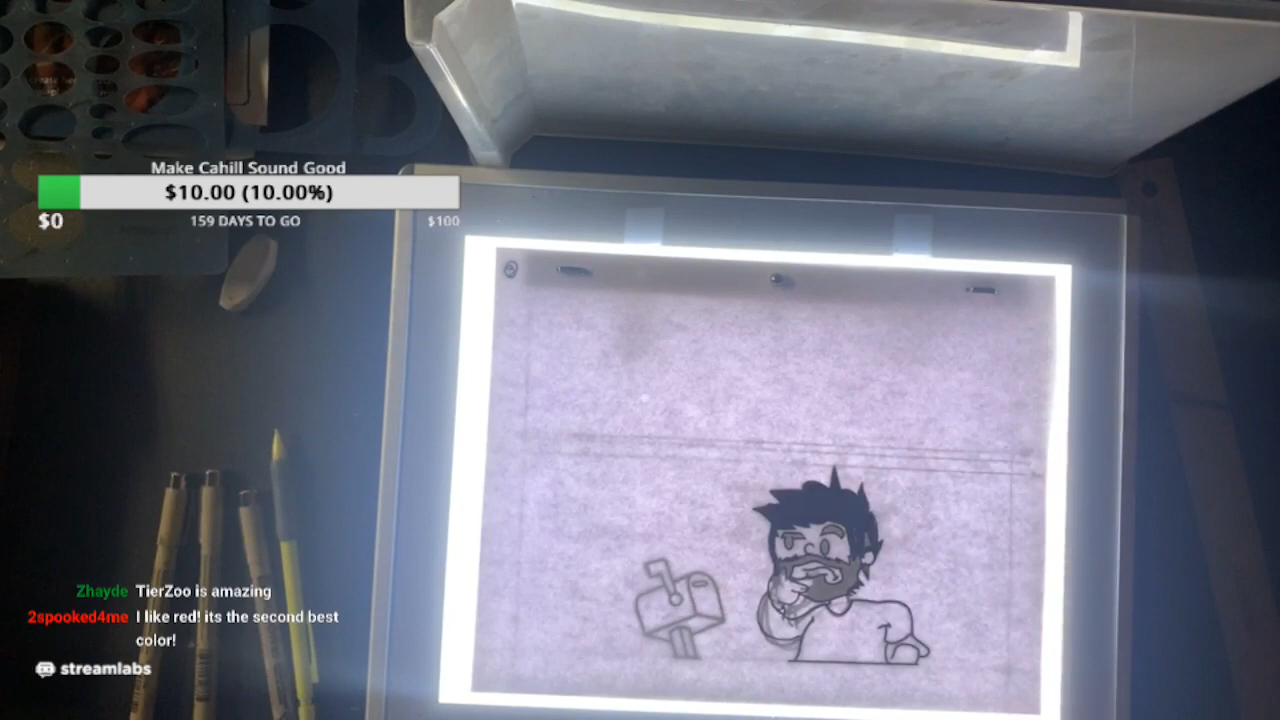 Make Cahill Sound Good
$10.00 (10.00%)
$0 159 DAYS TO GO $100
Zhayde TierZoo is amazing
2spooked4me I like red! its the second best
color!
streamlabs